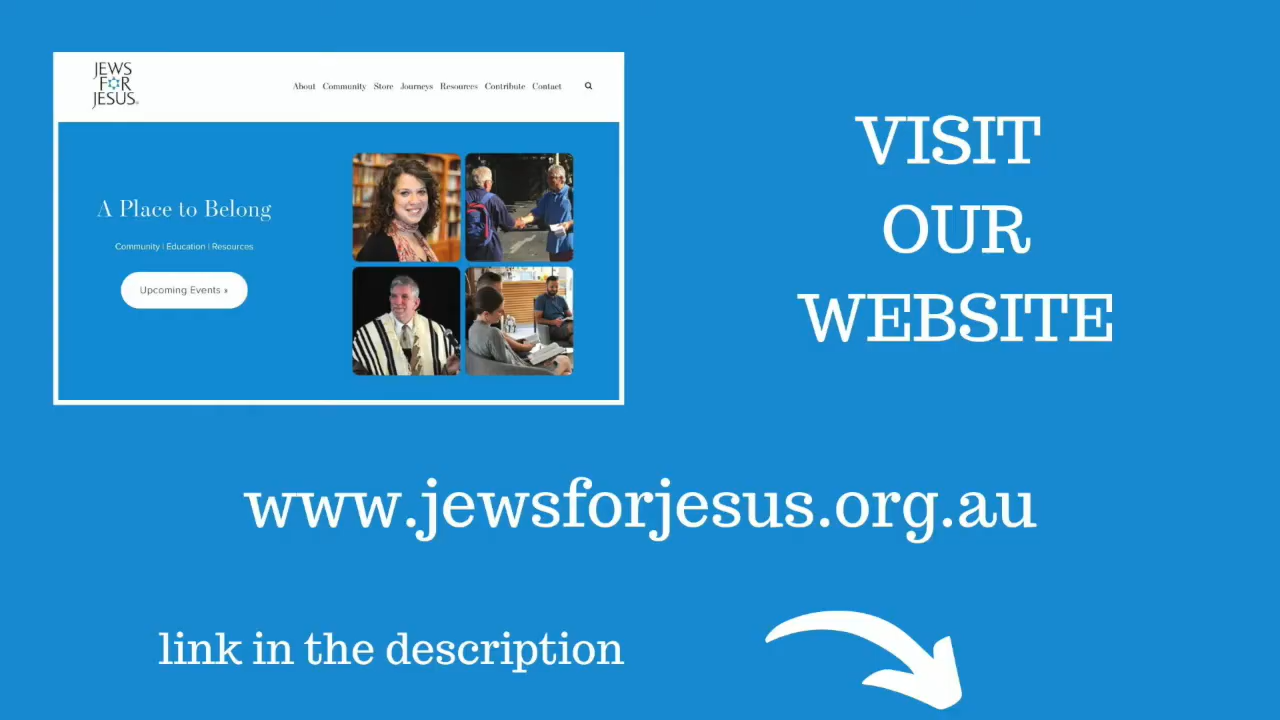 JEWS
FOR
JESUS
About Community Store Journeys Resources Contribute Contact
A Place to Belong
Community | Education | Resources
Upcoming Events »
VISIT
OUR
WEBSITE
www.jewsforjesus.org.au
link in the description